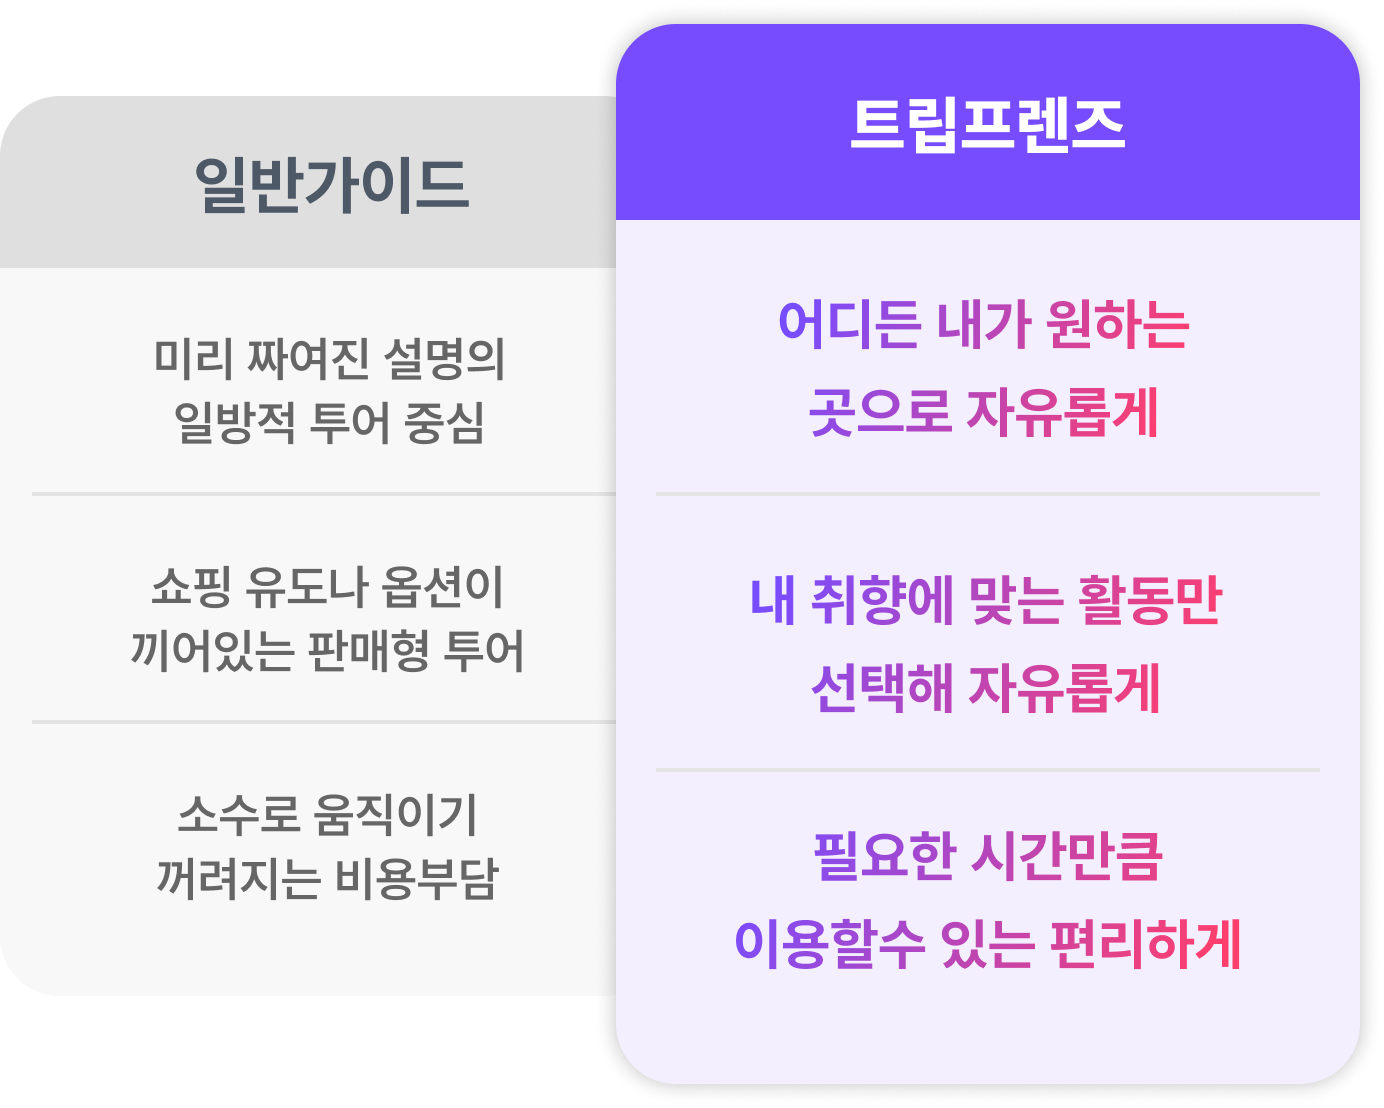 일반가이드
미리 짜여진 설명의
일방적 투어 중심
쇼핑 유도나 옵션이
끼어있는 판매형 투어
소수로 움직이기
꺼려지는 비용부담
트립프렌즈
어디든 내가 원하는
곳으로 자유롭게
내 취향에 맞는 활동만
선택해 자유롭게
필요한 시간만큼
이용할수 있는 편리하게